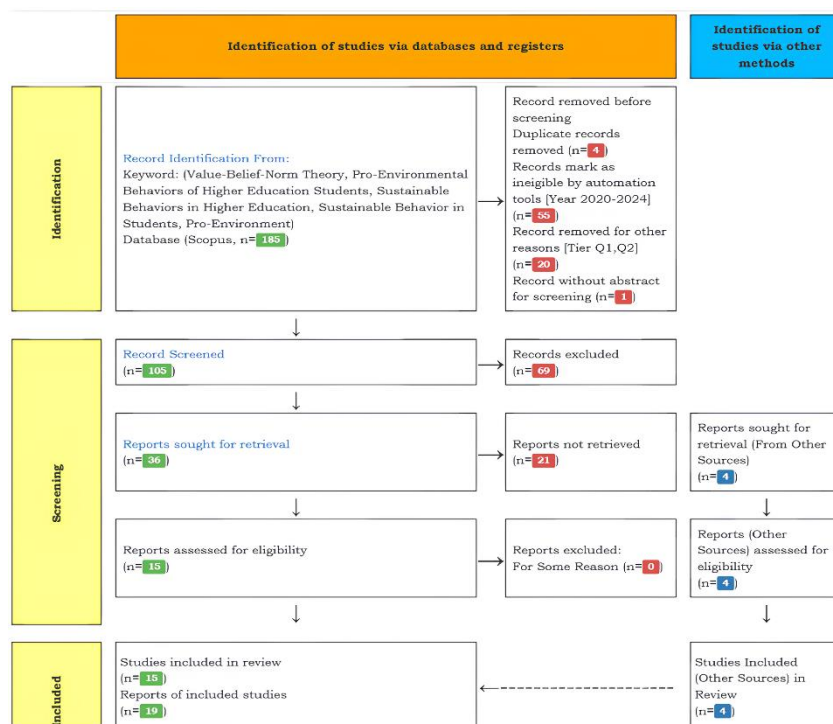 Identification of studies via databases and registers
Identification of
studies via other
methods
Identification
Record Identification From:
Keyword: (Value-Belief-Norm Theory, Pro-Environmental
Behaviors of Higher Education Students, Sustainable
Behaviors in Higher Education, Sustainable Behavior in
Students, Pro-Environment)
Database (Scopus, n=185)
Record removed before
screening
Duplicate records
removed (n=4)
Records mark as
ineligible by automation
tools [Year 2020-2024]
(n=55)
Record removed for other
reasons [Tier Q1,Q2]
(n=20)
Record without abstract
for screening (n=1)
Screening
Record Screened
(n=105)
Records excluded
(n=69)
Reports sought for retrieval
(n=36)
Reports not retrieved
(n=21)
Reports sought for
retrieval (From Other
Sources)
(n=4)
Reports assessed for eligibility
(n=15)
Reports excluded:
For Some Reason (n=0)
Reports (Other
Sources) assessed for
eligibility
(n=4)
Included
Studies included in review
(n=15)
Reports of included studies
(n=19)
Studies Included
(Other Sources) in
Review
(n=4)